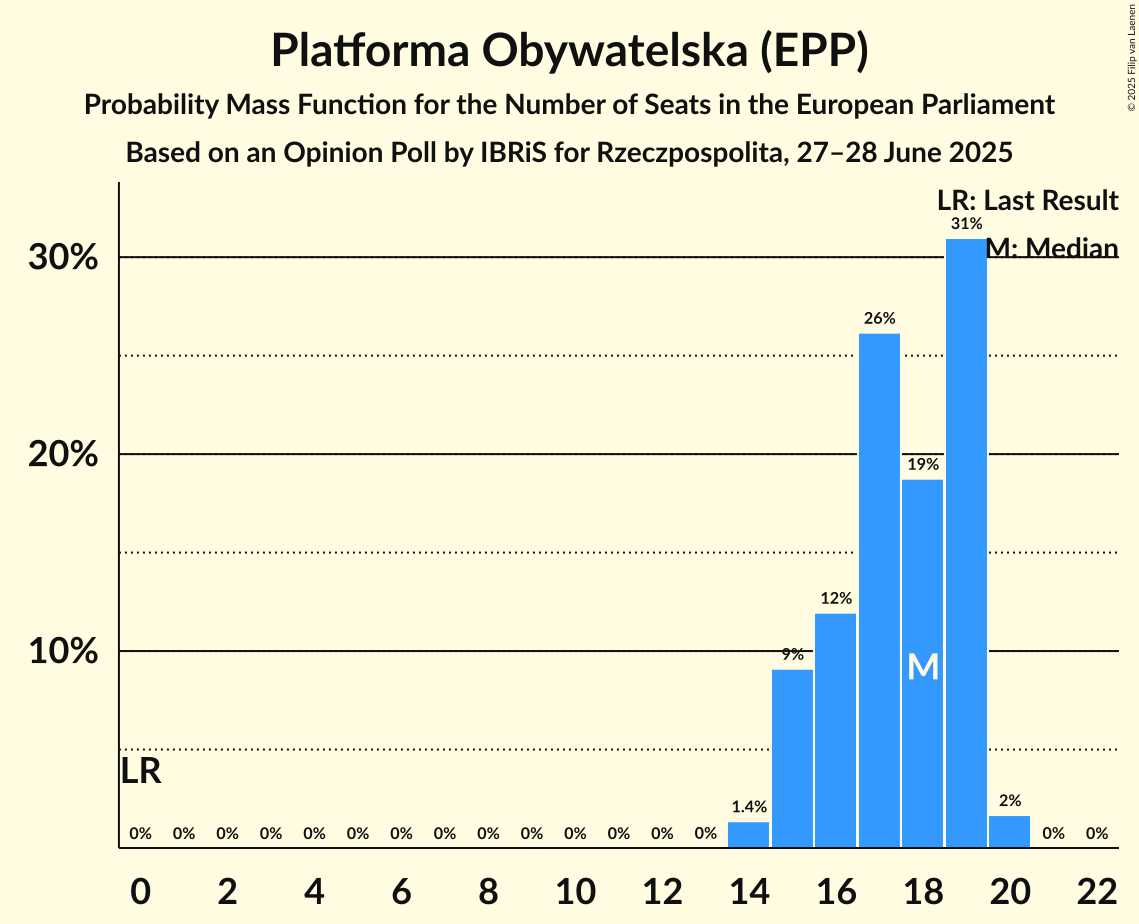 Platforma Obywatelska (EPP)
Probability Mass Function for the Number of Seats in the European Parliament
Based on an Opinion Poll by IBRiS for Rzeczpospolita, 27–28 June 2025
© 2025 Filip van Laenen
LR: Last Result
M: Median
30%
20%
10%
31%
26%
19%
12%
9%
M
LR
0% 0% 0% 0% 0% 0% 0% 0% 0% 0% 0% 0% 0% 0% 1.4% 2% 0% 0%
0 2 4 6 8 10 12 14 16 18 20 22